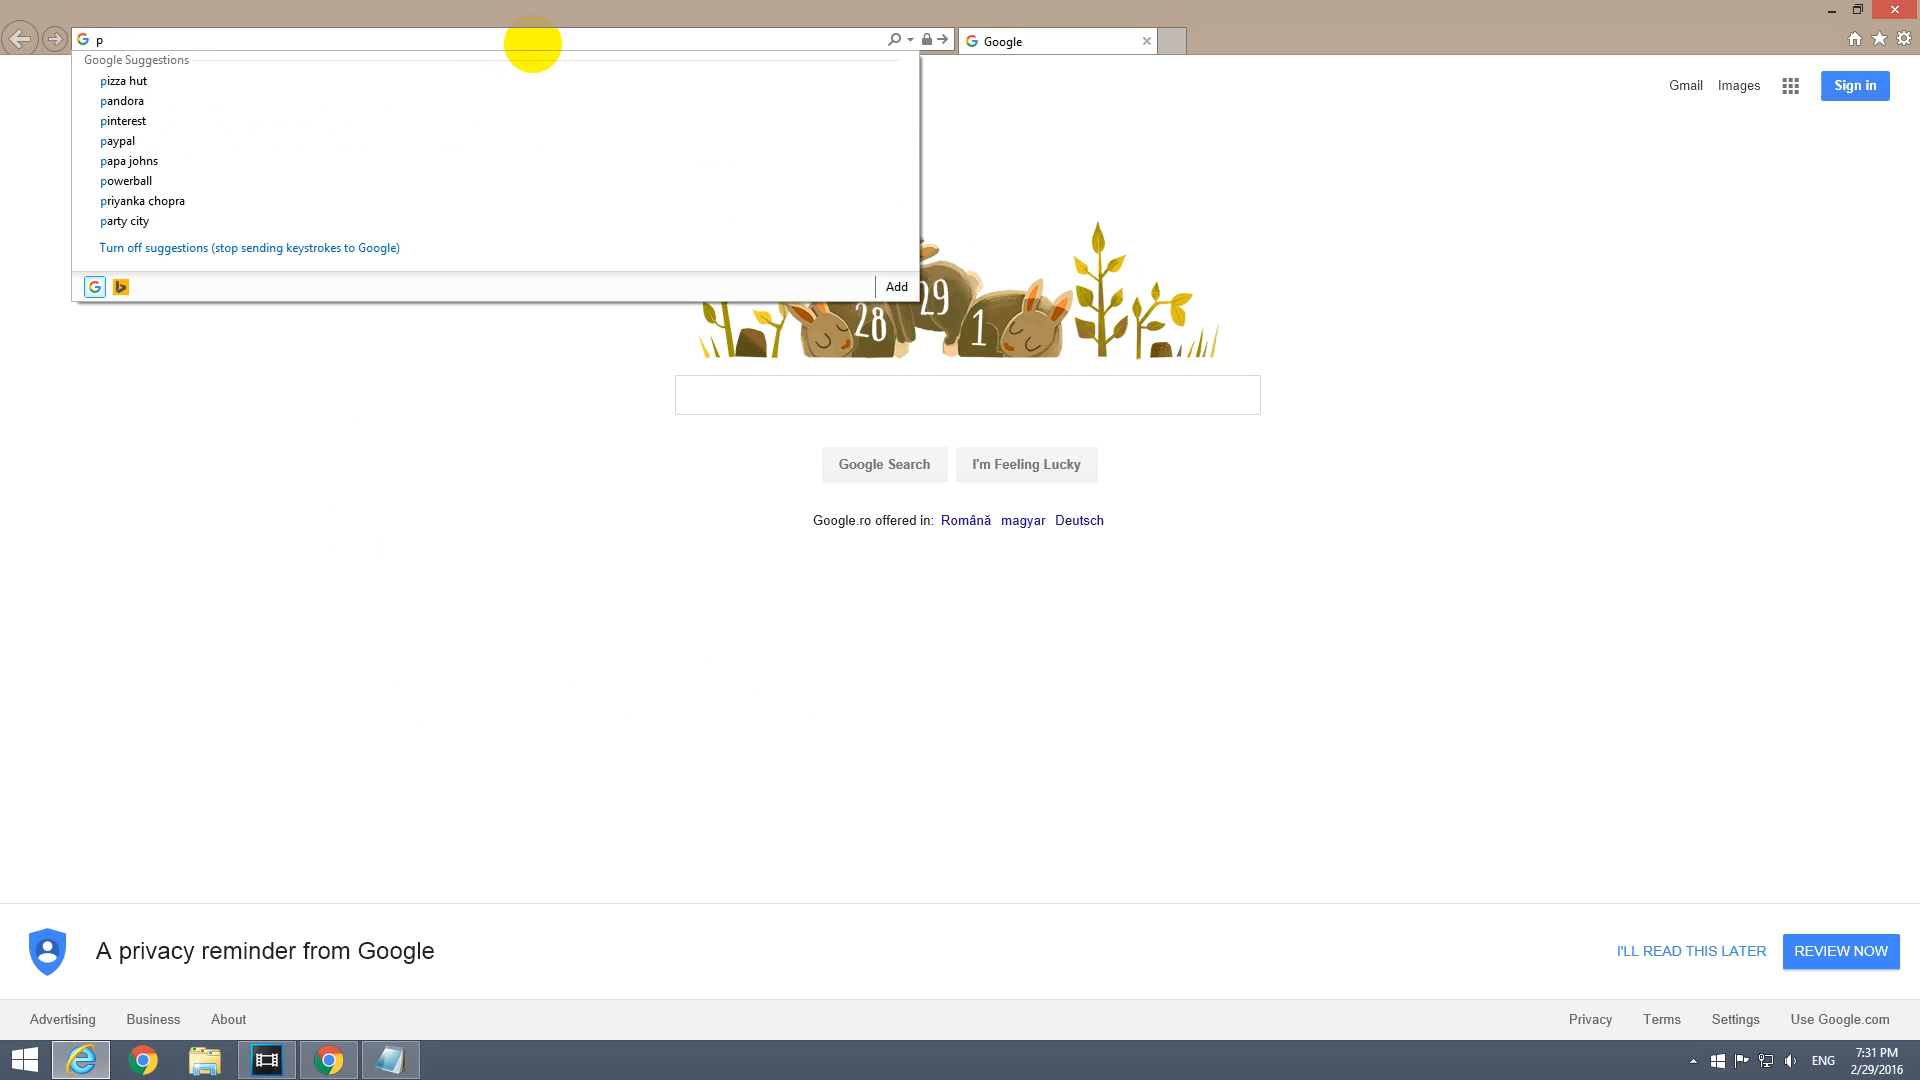 p
Google
Google Suggestions
pizza hut
pandora
pinterest
paypal
papa johns
powerball
priyanka chopra
party city
Turn off suggestions (stop sending keystrokes to Google)
Add
Gmail Images Sign in
28 29 1
Google Search I'm Feeling Lucky
Google.ro offered in: Română magyar Deutsch
A privacy reminder from Google
I'LL READ THIS LATER REVIEW NOW
Advertising Business About Privacy Terms Settings Use Google.com
ENG
7:31 PM
2/29/2016